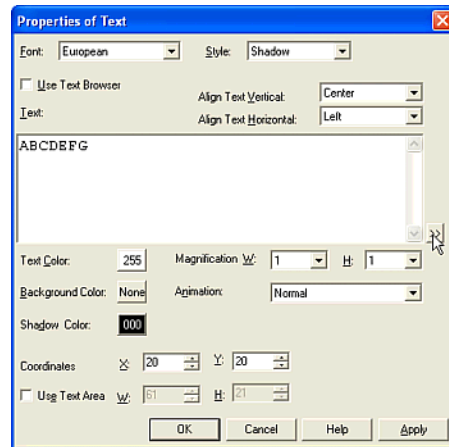 Properties of Text
Font: European Style: Shadow
Use Text Browser
Align Text Vertical: Center
Text:
Align Text Horizontal: Left
ABCDEFG
>>
Text Color: 255 Magnification W: 1 H: 1
Background Color: None Animation: Normal
Shadow Color: 000
Coordinates X: 20 Y: 20
Use Text Area W: 61 H: 21
OK Cancel Help Apply